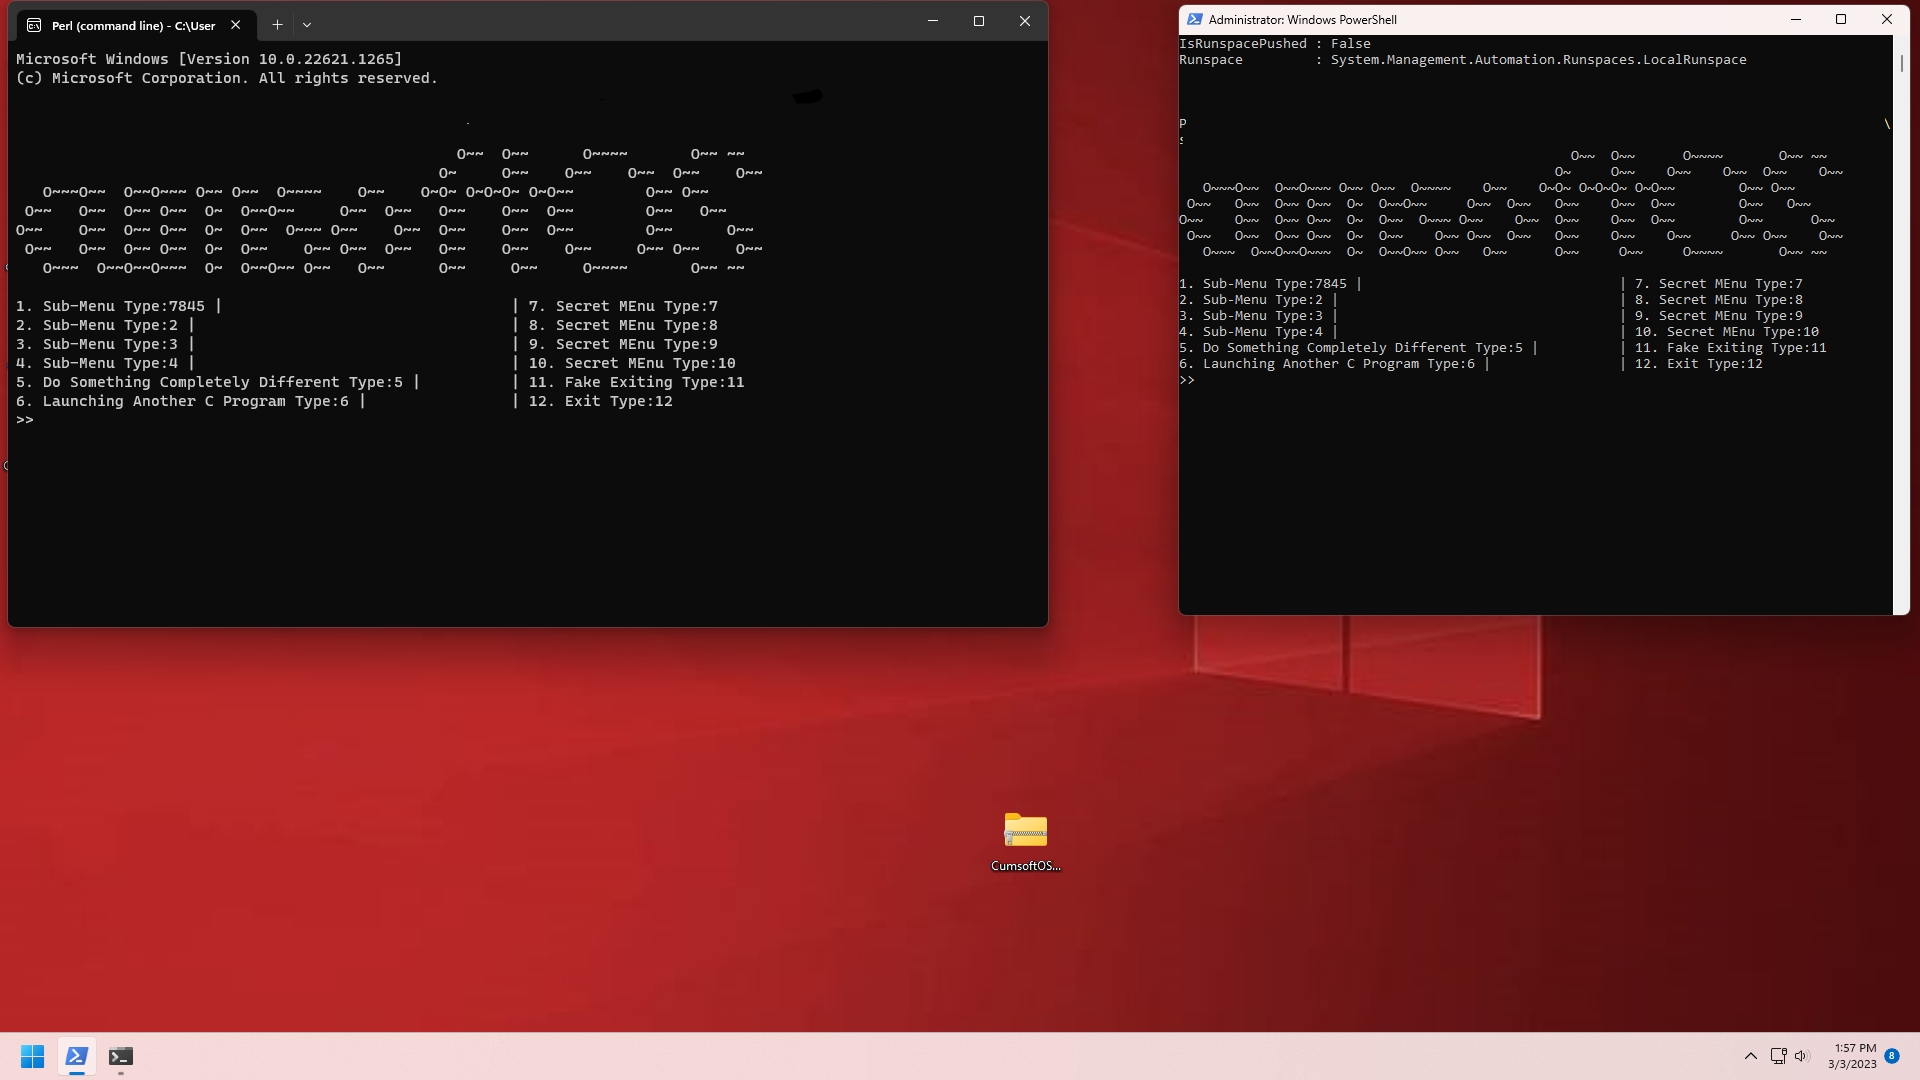 Perl (command line) - C:\User
Microsoft Windows [Version 10.0.22621.1265]
(c) Microsoft Corporation. All rights reserved.
                                                 O~~  O~~      O~~~~       O~~ ~~
                                               O~     O~~    O~~    O~~  O~~    O~~
   O~~~O~~  O~~O~~~ O~~ O~~  O~~~~    O~~    O~O~ O~O~O~ O~O~~        O~~ O~~
 O~~    O~~  O~~ O~~  O~  O~~O~~     O~~  O~~   O~~    O~~  O~~        O~~   O~~
O~~     O~~  O~~ O~~  O~  O~~  O~~~ O~~    O~~  O~~    O~~  O~~        O~~      O~~
 O~~    O~~  O~~ O~~  O~  O~~    O~~ O~~  O~~   O~~    O~~    O~~     O~~ O~~    O~~
   O~~~  O~~O~~O~~~  O~  O~~O~~ O~~   O~~      O~~     O~~     O~~~~       O~~ ~~
1. Sub-Menu Type:7845 | | 7. Secret MEnu Type:7
2. Sub-Menu Type:2 | | 8. Secret MEnu Type:8
3. Sub-Menu Type:3 | | 9. Secret MEnu Type:9
4. Sub-Menu Type:4 | | 10. Secret MEnu Type:10
5. Do Something Completely Different Type:5 | | 11. Fake Exiting Type:11
6. Launching Another C Program Type:6 | | 12. Exit Type:12
>>
Administrator: Windows PowerShell
IsRunspacePushed : False
Runspace : System.Management.Automation.Runspaces.LocalRunspace
P \
                                                 O~~  O~~      O~~~~       O~~ ~~
                                               O~     O~~    O~~    O~~  O~~    O~~
   O~~~O~~  O~~O~~~ O~~ O~~  O~~~~    O~~    O~O~ O~O~O~ O~O~~        O~~ O~~
 O~~   O~~  O~~ O~~  O~  O~~O~~     O~~  O~~   O~~    O~~  O~~        O~~   O~~
O~~    O~~  O~~ O~~  O~  O~~  O~~~ O~~    O~~  O~~    O~~  O~~        O~~      O~~
 O~~   O~~  O~~ O~~  O~  O~~    O~~ O~~  O~~   O~~    O~~    O~~     O~~ O~~    O~~
   O~~~  O~~O~~O~~~  O~  O~~O~~ O~~   O~~      O~~     O~~     O~~~~       O~~ ~~
1. Sub-Menu Type:7845 | | 7. Secret MEnu Type:7
2. Sub-Menu Type:2 | | 8. Secret MEnu Type:8
3. Sub-Menu Type:3 | | 9. Secret MEnu Type:9
4. Sub-Menu Type:4 | | 10. Secret MEnu Type:10
5. Do Something Completely Different Type:5 | | 11. Fake Exiting Type:11
6. Launching Another C Program Type:6 | | 12. Exit Type:12
>>
CumsoftOS...
1:57 PM
3/3/2023
8